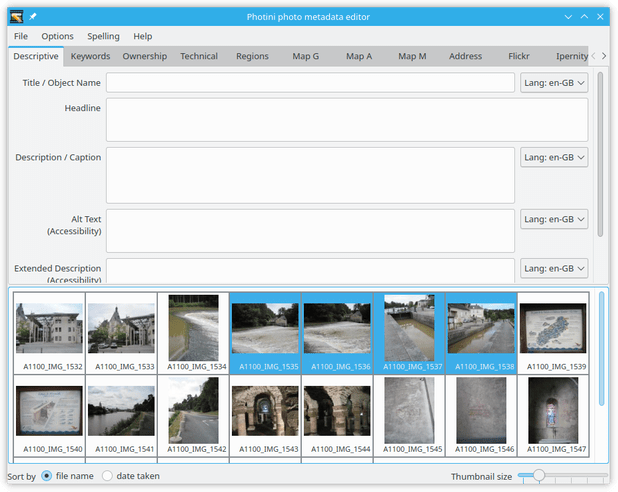 Photini photo metadata editor
File Options Spelling Help
Descriptive Keywords Ownership Technical Regions Map G Map A Map M Address Flickr Ipernity
Title / Object Name Lang: en-GB
Headline
Description / Caption Lang: en-GB
Alt Text Lang: en-GB
(Accessibility)
Extended Description Lang: en-GB
(Accessibility)
A1100_IMG_1532 A1100_IMG_1533 A1100_IMG_1534 A1100_IMG_1535 A1100_IMG_1536 A1100_IMG_1537 A1100_IMG_1538 A1100_IMG_1539
A1100_IMG_1540 A1100_IMG_1541 A1100_IMG_1542 A1100_IMG_1543 A1100_IMG_1544 A1100_IMG_1545 A1100_IMG_1546 A1100_IMG_1547
Sort by file name date taken Thumbnail size